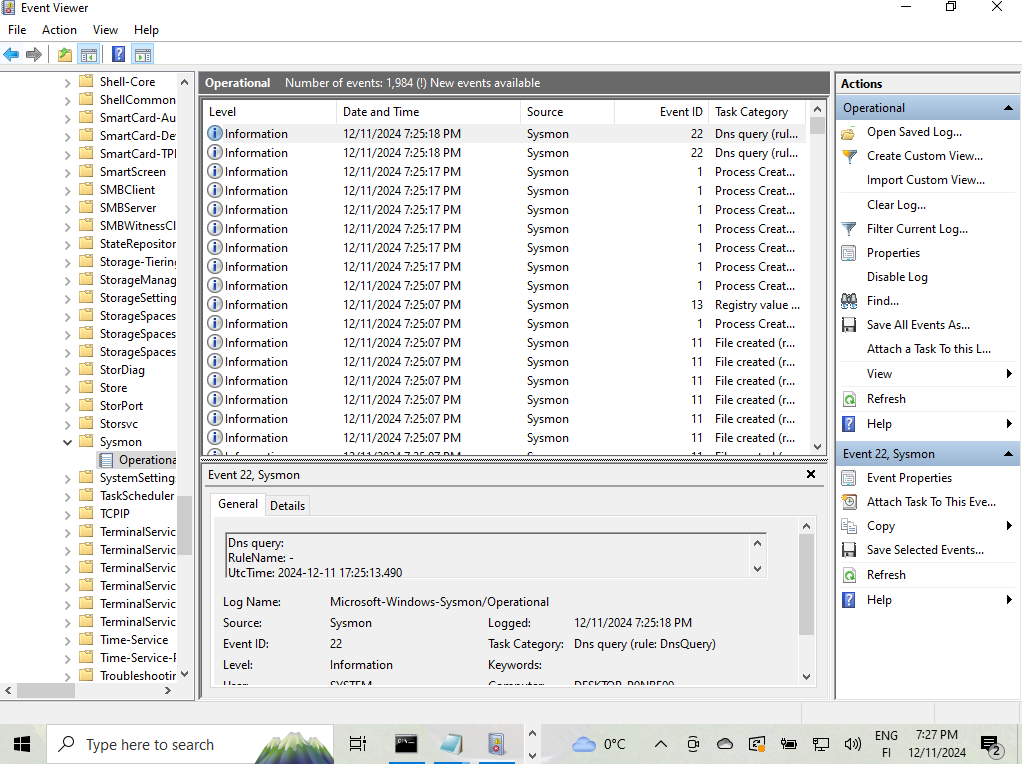 Event Viewer
File Action View Help
Shell-Core
ShellCommon
SmartCard-Au
SmartCard-De
SmartCard-TPI
SmartScreen
SMBClient
SMBServer
SMBWitnessCl
StateRepositor
Storage-Tiering
StorageManag
StorageSetting
StorageSpaces
StorageSpaces
StorageSpaces
StorDiag
Store
StorPort
Storsvc
Sysmon
Operationa
SystemSettings
TaskScheduler
TCPIP
TerminalServic
TerminalServic
TerminalServic
TerminalServic
TerminalServic
TerminalServic
Time-Service
Time-Service-P
Troubleshootin
Operational Number of events: 1,984 (!) New events available
Level Date and Time Source Event ID Task Category
Information 12/11/2024 7:25:18 PM Sysmon 22 Dns query (rul...
Information 12/11/2024 7:25:18 PM Sysmon 22 Dns query (rul...
Information 12/11/2024 7:25:17 PM Sysmon 1 Process Creat...
Information 12/11/2024 7:25:17 PM Sysmon 1 Process Creat...
Information 12/11/2024 7:25:17 PM Sysmon 1 Process Creat...
Information 12/11/2024 7:25:17 PM Sysmon 1 Process Creat...
Information 12/11/2024 7:25:17 PM Sysmon 1 Process Creat...
Information 12/11/2024 7:25:17 PM Sysmon 1 Process Creat...
Information 12/11/2024 7:25:07 PM Sysmon 1 Process Creat...
Information 12/11/2024 7:25:07 PM Sysmon 13 Registry value ...
Information 12/11/2024 7:25:07 PM Sysmon 1 Process Creat...
Information 12/11/2024 7:25:07 PM Sysmon 11 File created (r...
Information 12/11/2024 7:25:07 PM Sysmon 11 File created (r...
Information 12/11/2024 7:25:07 PM Sysmon 11 File created (r...
Information 12/11/2024 7:25:07 PM Sysmon 11 File created (r...
Information 12/11/2024 7:25:07 PM Sysmon 11 File created (r...
Information 12/11/2024 7:25:07 PM Sysmon 11 File created (r...
Event 22, Sysmon
General Details
Dns query:
RuleName: -
UtcTime: 2024-12-11 17:25:13.490
Log Name: Microsoft-Windows-Sysmon/Operational
Source: Sysmon Logged: 12/11/2024 7:25:18 PM
Event ID: 22 Task Category: Dns query (rule: DnsQuery)
Level: Information Keywords:
User: SYSTEM Computer:
Actions
Operational
Open Saved Log...
Create Custom View...
Import Custom View...
Clear Log...
Filter Current Log...
Properties
Disable Log
Find...
Save All Events As...
Attach a Task To this L...
View
Refresh
Help
Event 22, Sysmon
Event Properties
Attach Task To This Eve...
Copy
Save Selected Events...
Refresh
Help
Type here to search
0°C
ENG
FI
7:27 PM
12/11/2024
2